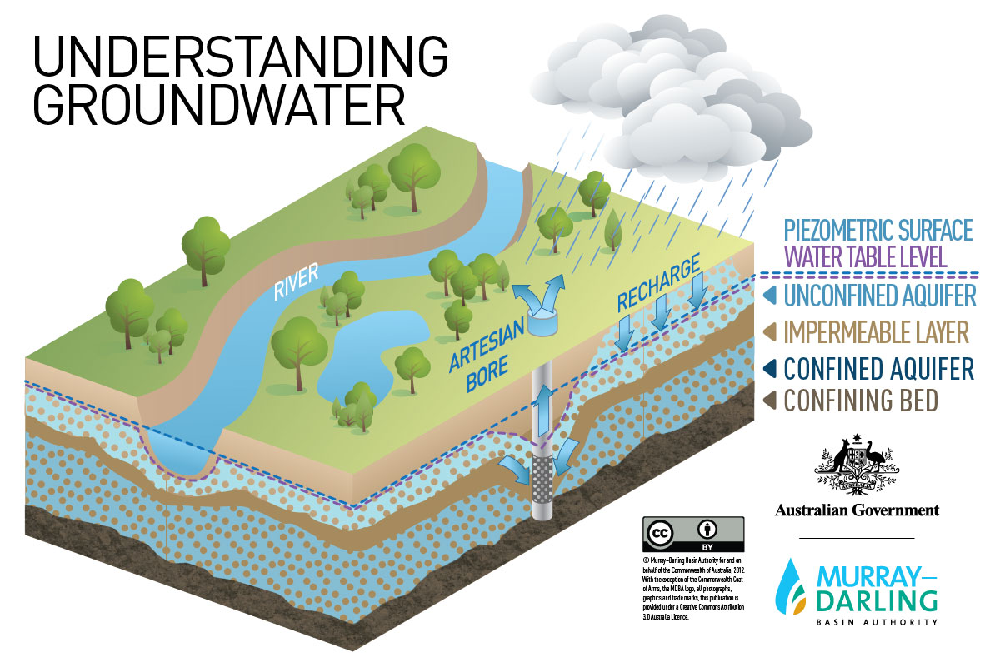 UNDERSTANDING
GROUNDWATER
RIVER
ARTESIAN
BORE
RECHARGE
PIEZOMETRIC SURFACE
WATER TABLE LEVEL
UNCONFINED AQUIFER
IMPERMEABLE LAYER
CONFINED AQUIFER
CONFINING BED
AUSTRALIA
Australian Government
cc
BY
© Murray–Darling Basin Authority for and on
behalf of the Commonwealth of Australia, 2012.
With the exception of the Commonwealth Coat
of Arms, the MDBA logo, all photographs,
graphics and trade marks, this publication is
provided under a Creative Commons Attribution
3.0 Australia Licence.
MURRAY–
DARLING
BASIN AUTHORITY